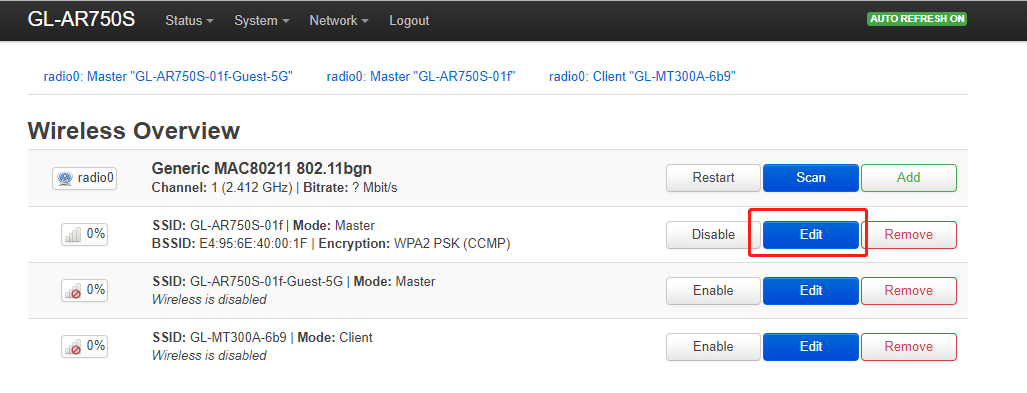 GL-AR750S Status System Network Logout AUTO REFRESH ON
radio0: Master "GL-AR750S-01f-Guest-5G" radio0: Master "GL-AR750S-01f" radio0: Client "GL-MT300A-6b9"
Wireless Overview
radio0
Generic MAC80211 802.11bgn
Channel: 1 (2.412 GHz) | Bitrate: ? Mbit/s
Restart Scan Add
0%
SSID: GL-AR750S-01f | Mode: Master
BSSID: E4:95:6E:40:00:1F | Encryption: WPA2 PSK (CCMP)
Disable Edit Remove
0%
SSID: GL-AR750S-01f-Guest-5G | Mode: Master
Wireless is disabled
Enable Edit Remove
0%
SSID: GL-MT300A-6b9 | Mode: Client
Wireless is disabled
Enable Edit Remove